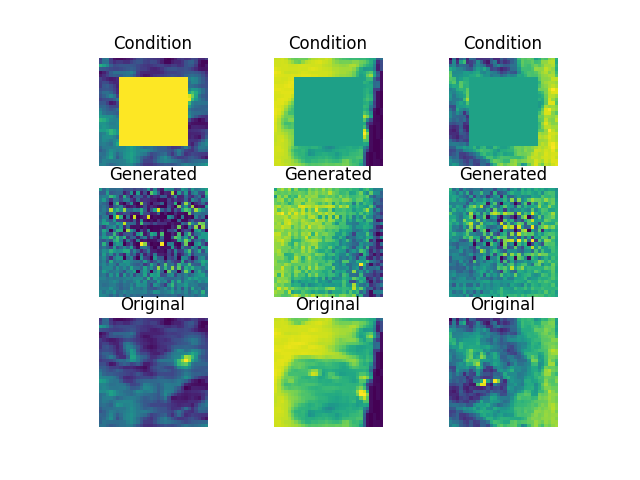 Condition Condition Condition
Generated Generated Generated
Original Original Original